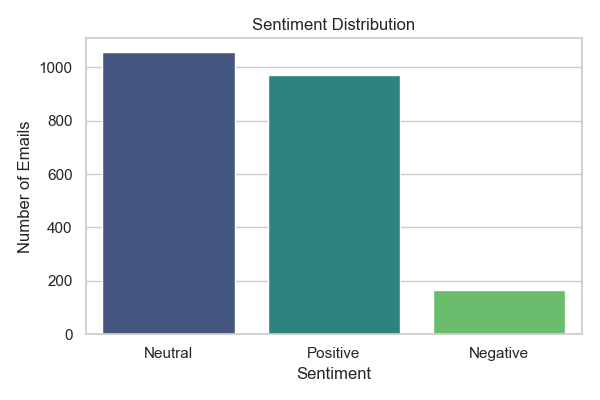 Sentiment Distribution
Number of Emails
1000
800
600
400
200
0
Neutral
Positive
Negative
Sentiment